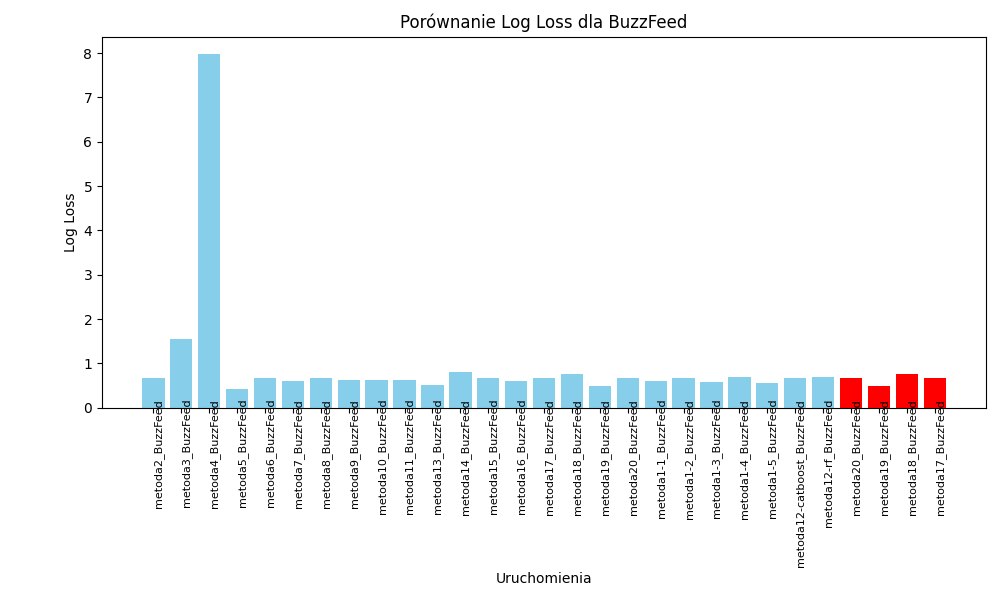 Porównanie Log Loss dla BuzzFeed
Log Loss
8
7
6
5
4
3
2
1
0
metoda2_BuzzFeed
metoda3_BuzzFeed
metoda4_BuzzFeed
metoda5_BuzzFeed
metoda6_BuzzFeed
metoda7_BuzzFeed
metoda8_BuzzFeed
metoda9_BuzzFeed
metoda10_BuzzFeed
metoda11_BuzzFeed
metoda13_BuzzFeed
metoda14_BuzzFeed
metoda15_BuzzFeed
metoda16_BuzzFeed
metoda17_BuzzFeed
metoda18_BuzzFeed
metoda19_BuzzFeed
metoda20_BuzzFeed
metoda1-1_BuzzFeed
metoda1-2_BuzzFeed
metoda1-3_BuzzFeed
metoda1-4_BuzzFeed
metoda1-5_BuzzFeed
metoda12-catboost_BuzzFeed
metoda12-rf_BuzzFeed
metoda20_BuzzFeed
metoda19_BuzzFeed
metoda18_BuzzFeed
metoda17_BuzzFeed
Uruchomienia